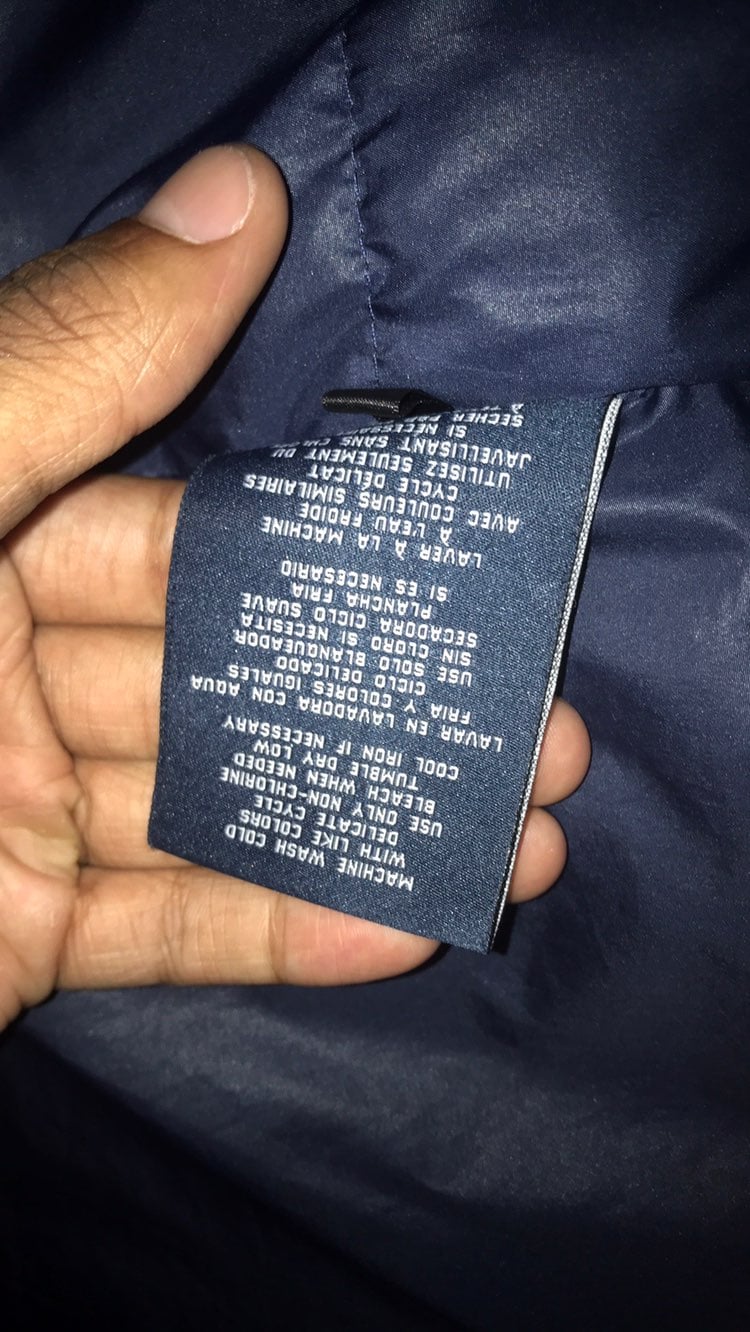 MACHINE WASH COLD
WITH LIKE COLORS
DELICATE CYCLE
USE ONLY NON-CHLORINE
BLEACH WHEN NEEDED
TUMBLE DRY LOW
COOL IRON IF NECESSARY
LAVAR EN LAVADORA CON AQUA
FRIA Y COLORES IGUALES
CICLO DELICADO
USE SOLO BLANQUEADOR
SIN CLORO SI NECESITA
SECADORA CICLO SUAVE
PLANCHA FRIA
SI ES NECESARIO
LAVER À LA MACHINE
À L'EAU FROIDE
AVEC COULEURS SIMILAIRES
CYCLE DÉLICAT
UTILISEZ SEULEMENT DU
JAVELLISANT SANS
SI
SECHER